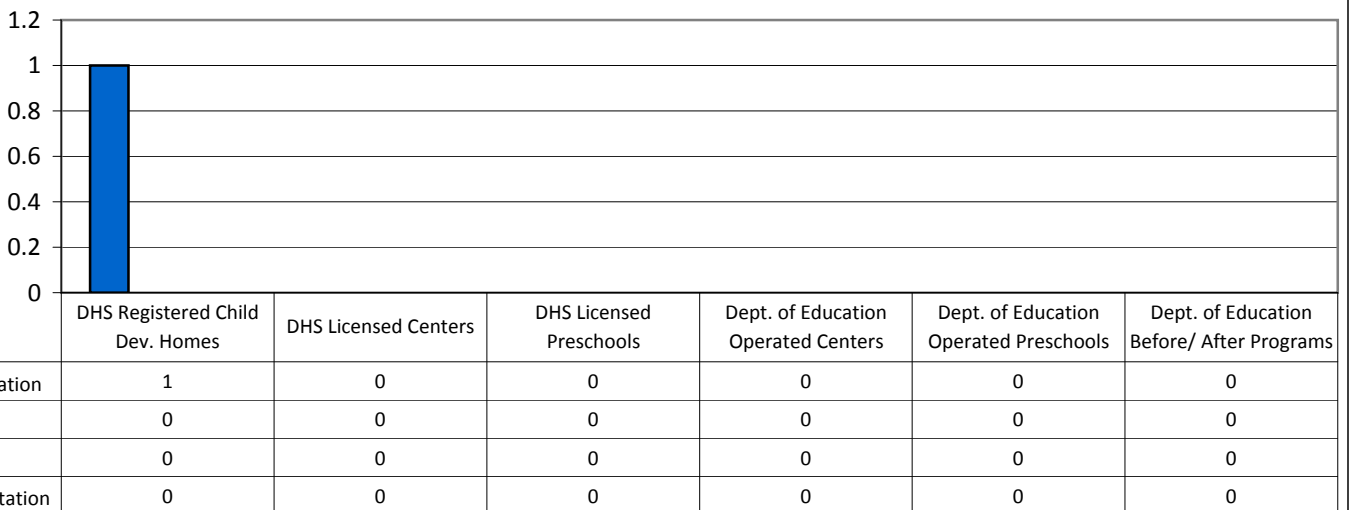 1.2
1
0.8
0.6
0.4
0.2
0
DHS Registered Child Dev. Homes
DHS Licensed Centers
DHS Licensed Preschools
Dept. of Education Operated Centers
Dept. of Education Operated Preschools
Dept. of Education Before/ After Programs
ation 1 0 0 0 0 0
0 0 0 0 0 0
0 0 0 0 0 0
tation 0 0 0 0 0 0